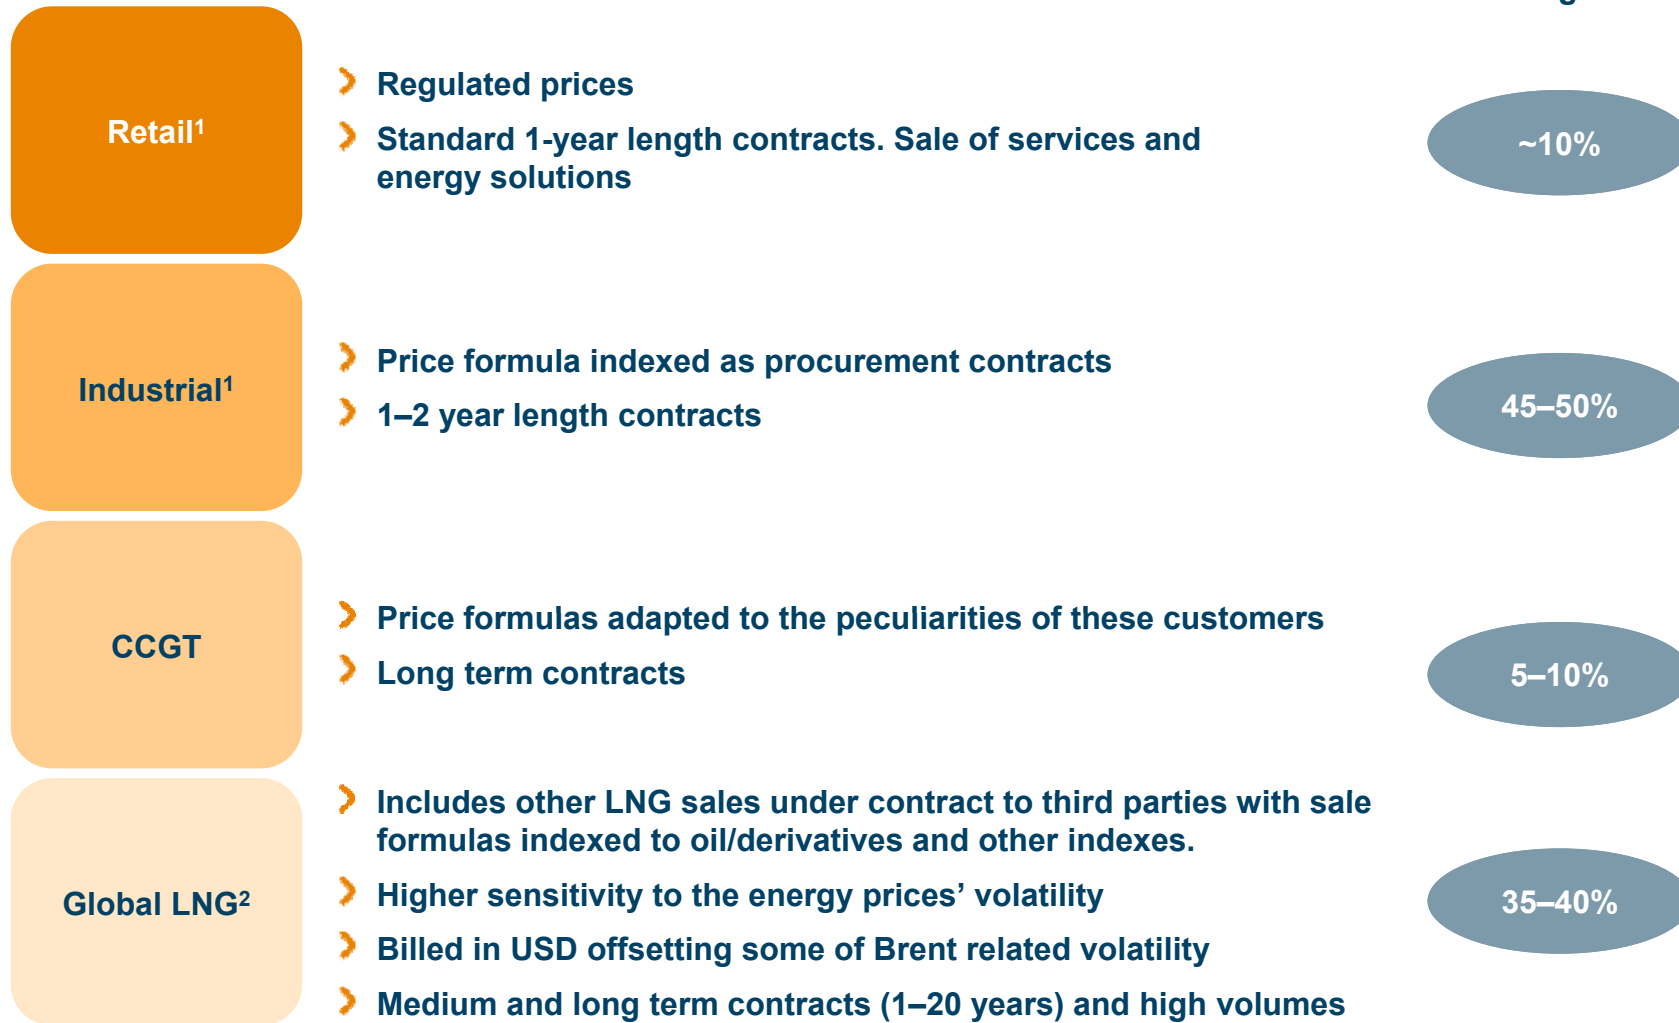 Retail¹
Regulated prices
Standard 1-year length contracts. Sale of services and
energy solutions
~10%
Industrial¹
Price formula indexed as procurement contracts
1–2 year length contracts
45–50%
CCGT
Price formulas adapted to the peculiarities of these customers
Long term contracts
5–10%
Global LNG²
Includes other LNG sales under contract to third parties with sale
formulas indexed to oil/derivatives and other indexes.
Higher sensitivity to the energy prices’ volatility
Billed in USD offsetting some of Brent related volatility
Medium and long term contracts (1–20 years) and high volumes
35–40%